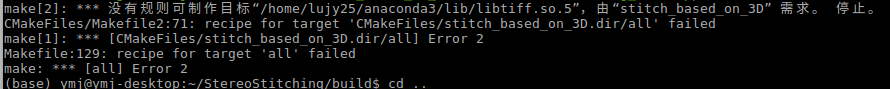 make[2]: *** 没有规则可制作目标“/home/lujy25/anaconda3/lib/libtiff.so.5”，由“stitch_based_on_3D” 需求。 停止。
CMakeFiles/Makefile2:71: recipe for target 'CMakeFiles/stitch_based_on_3D.dir/all' failed
make[1]: *** [CMakeFiles/stitch_based_on_3D.dir/all] Error 2
Makefile:129: recipe for target 'all' failed
make: *** [all] Error 2
(base) ymj@ymj-desktop:~/StereoStitching/build$ cd ..